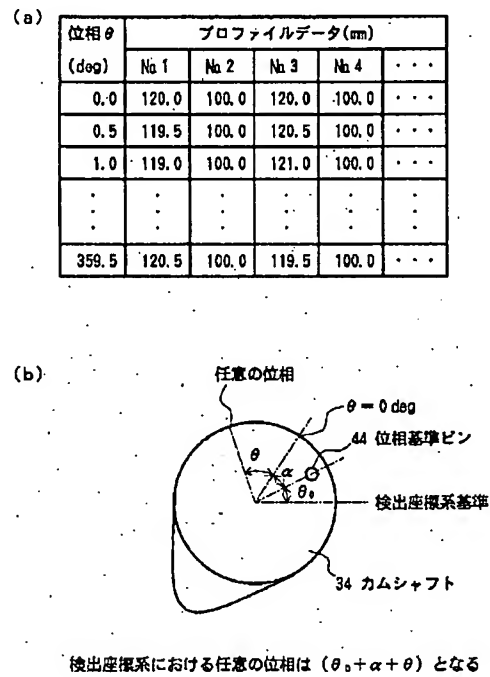 (a)
位相θ プロファイルデータ(mm)
(deg) No.1 No.2 No.3 No.4 ・・・
0.0 120.0 100.0 120.0 100.0 ・・・
0.5 119.5 100.0 120.5 100.0 ・・・
1.0 119.0 100.0 121.0 100.0 ・・・
359.5 120.5 100.0 119.5 100.0 ・・・
(b)
任意の位相
θ=0 deg
44 位相基準ピン
θ α θ₀
検出座標系基準
34 カムシャフト
検出座標系における任意の位相は(θ₀+α+θ)となる